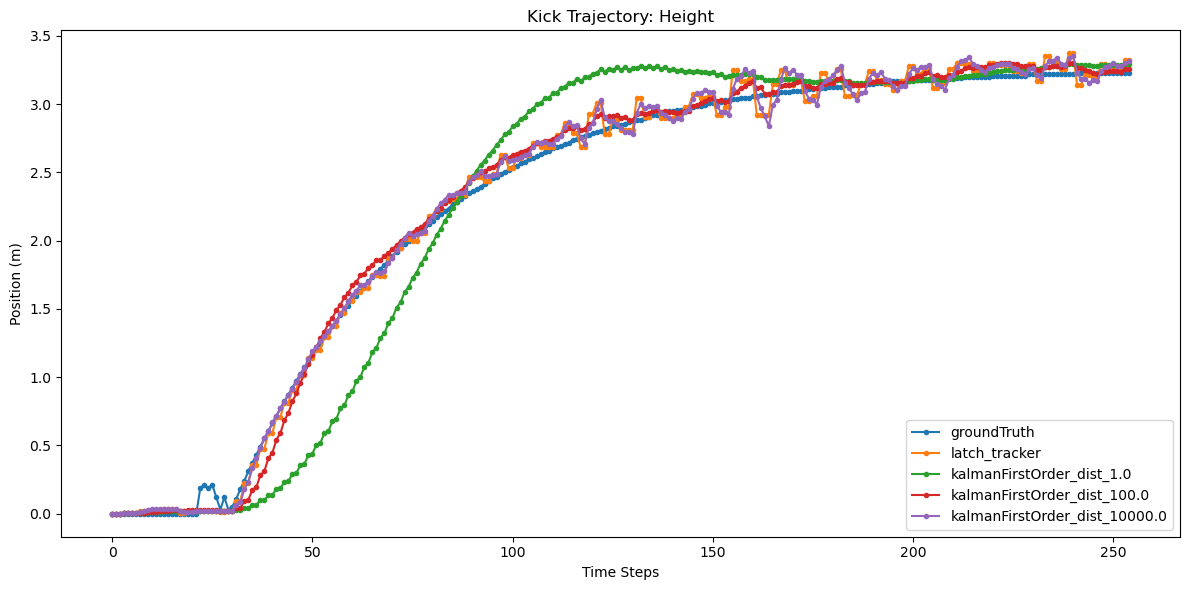 Kick Trajectory: Height
Position (m)
3.5
3.0
2.5
2.0
1.5
1.0
0.5
0.0
0 50 100 150 200 250
Time Steps
groundTruth
latch_tracker
kalmanFirstOrder_dist_1.0
kalmanFirstOrder_dist_100.0
kalmanFirstOrder_dist_10000.0